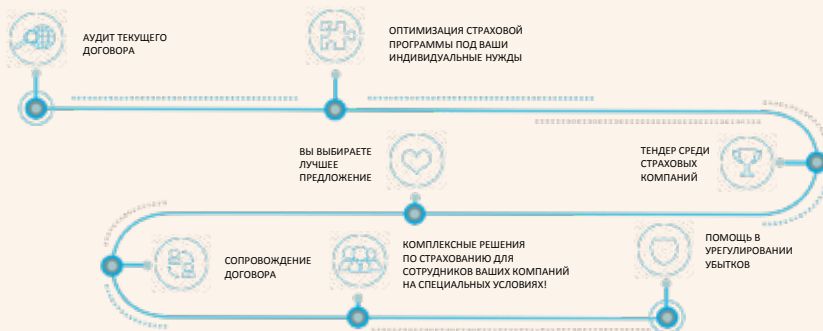 АУДИТ ТЕКУЩЕГО
ДОГОВОРА
ОПТИМИЗАЦИЯ СТРАХОВОЙ
ПРОГРАММЫ ПОД ВАШИ
ИНДИВИДУАЛЬНЫЕ НУЖДЫ
ТЕНДЕР СРЕДИ
СТРАХОВЫХ
КОМПАНИЙ
ВЫ ВЫБИРАЕТЕ
ЛУЧШЕЕ
ПРЕДЛОЖЕНИЕ
СОПРОВОЖДЕНИЕ
ДОГОВОРА
КОМПЛЕКСНЫЕ РЕШЕНИЯ
ПО СТРАХОВАНИЮ ДЛЯ
СОТРУДНИКОВ ВАШИХ КОМПАНИЙ
НА СПЕЦИАЛЬНЫХ УСЛОВИЯХ!
ПОМОЩЬ В
УРЕГУЛИРОВАНИИ
УБЫТКОВ